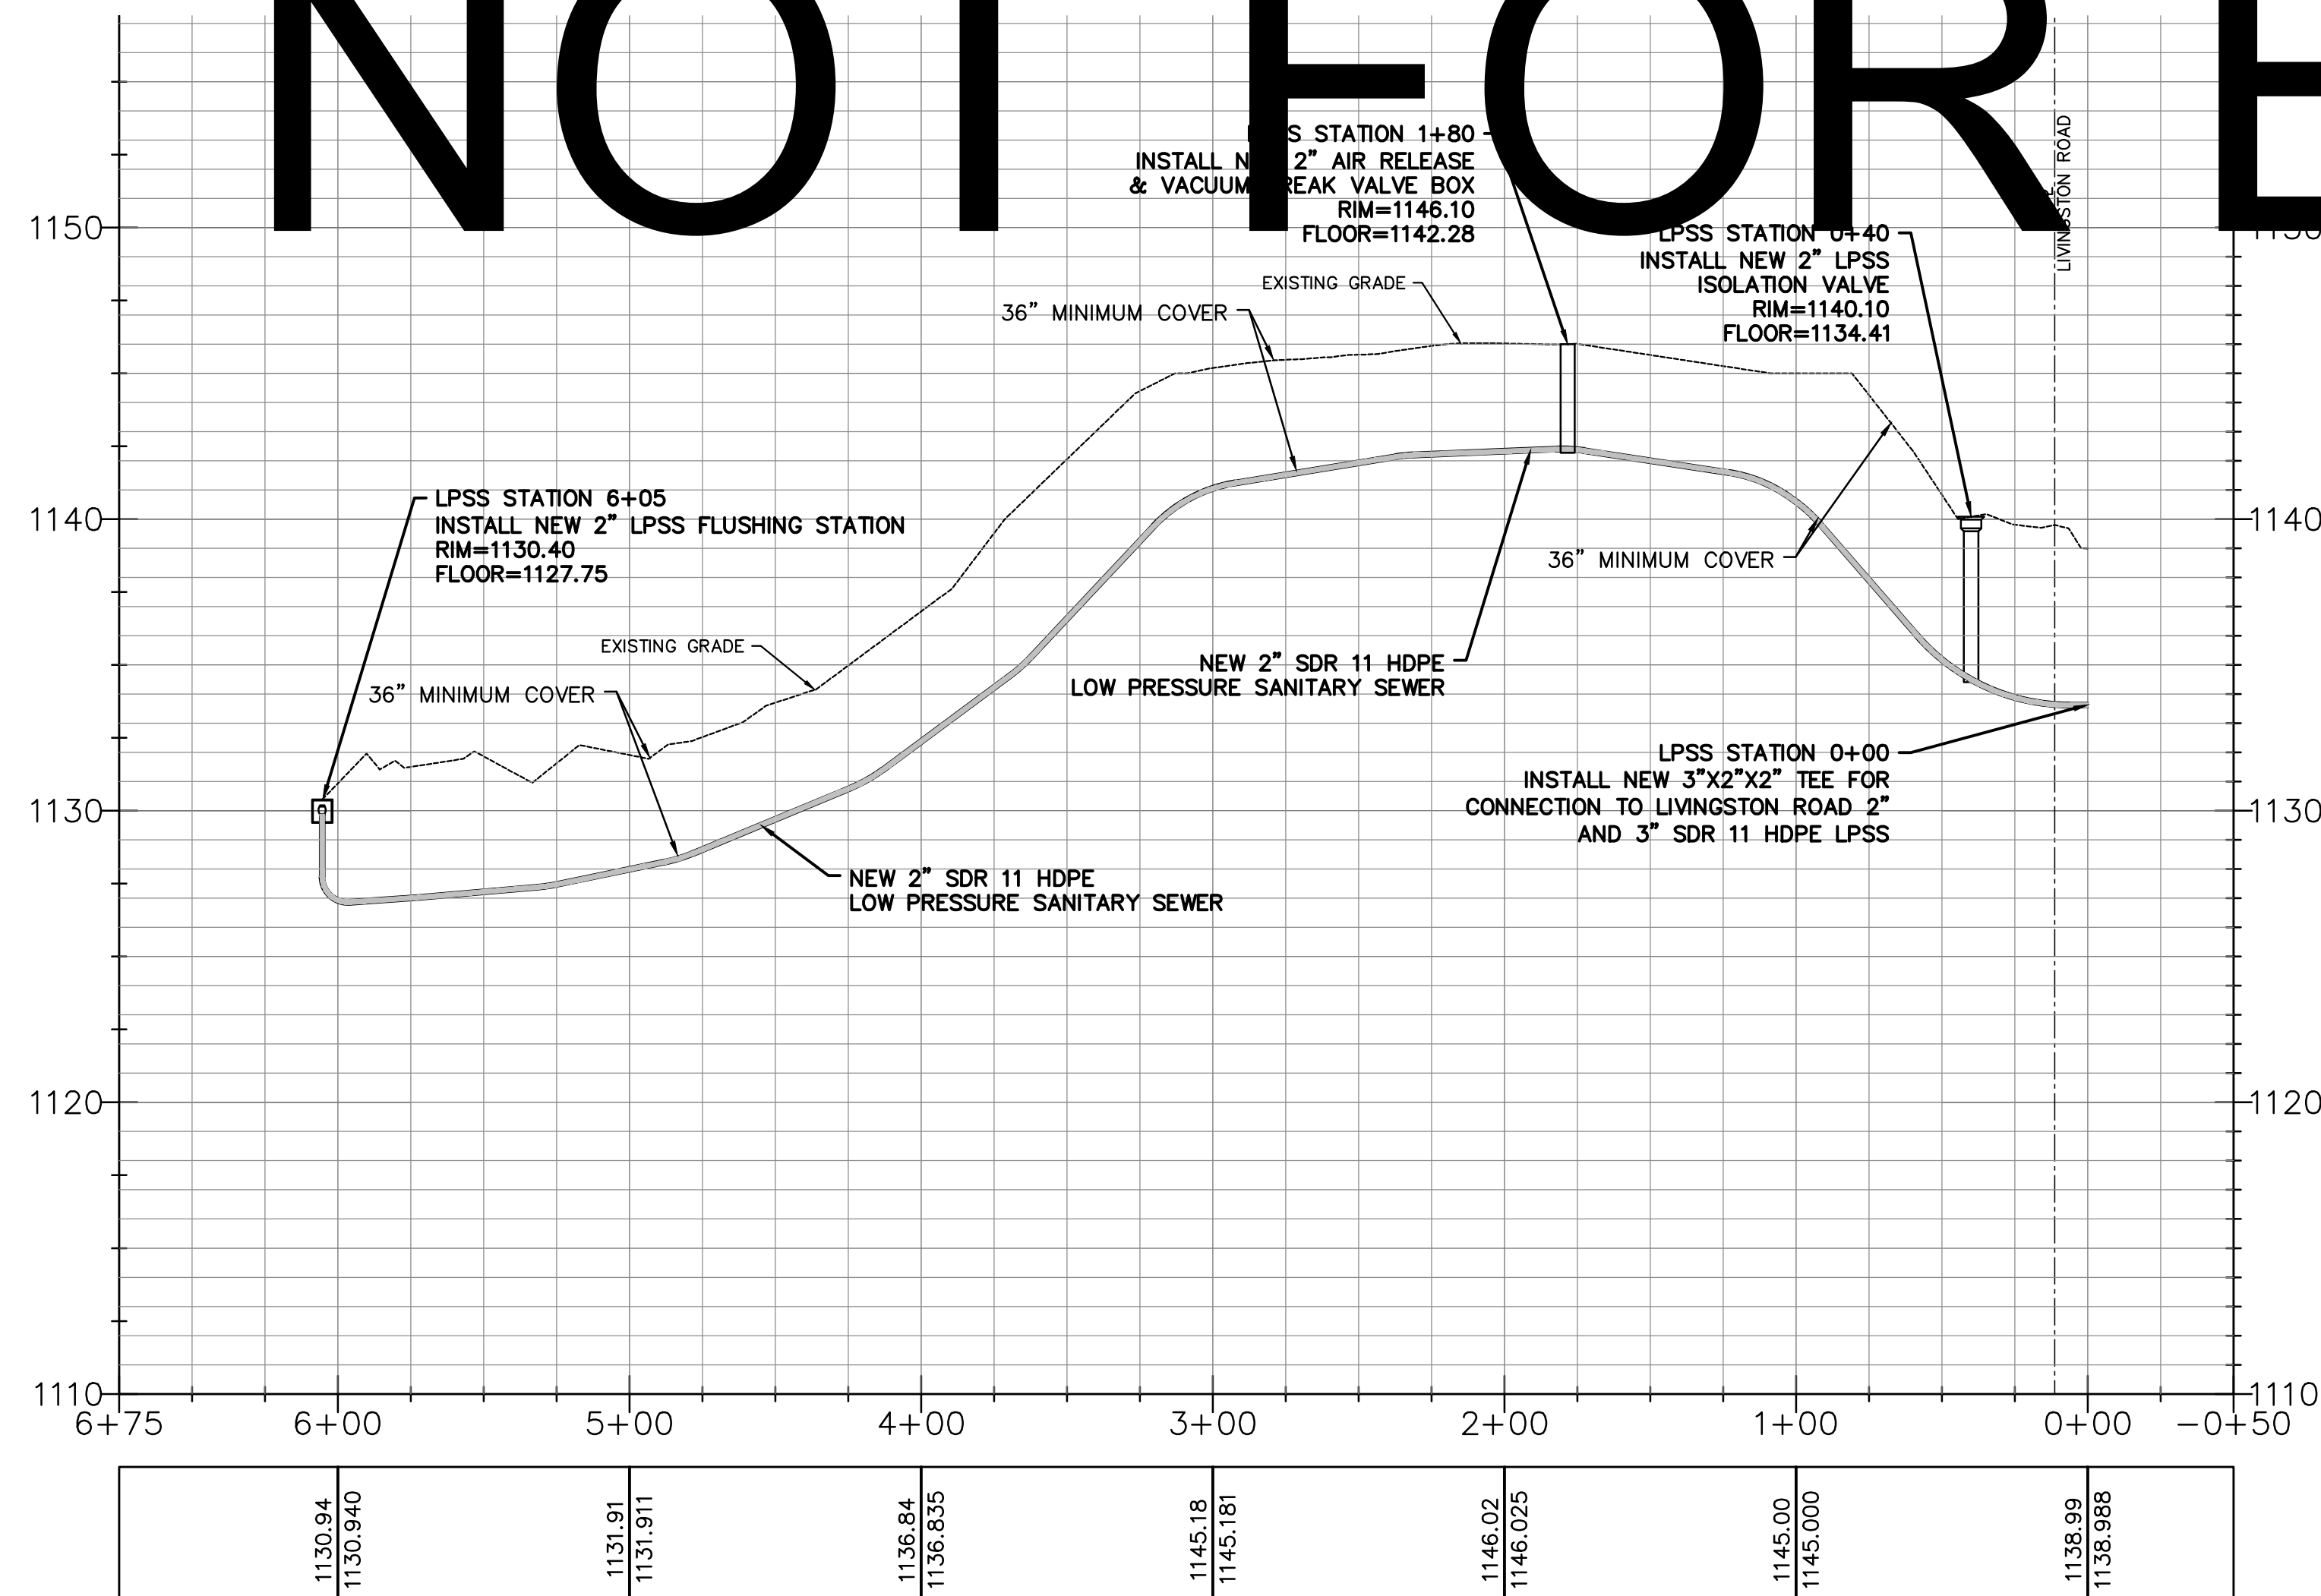 NOT FOR
STATION 1+80
INSTALL 2" AIR RELEASE
& VACUUM BREAK VALVE BOX
RIM=1146.10
FLOOR=1142.28
LIVINGSTON ROAD
1150
LPSS STATION 0+40
INSTALL NEW 2" LPSS
ISOLATION VALVE
RIM=1140.10
FLOOR=1134.41
EXISTING GRADE
36" MINIMUM COVER
1140
1140
LPSS STATION 6+05
INSTALL NEW 2" LPSS FLUSHING STATION
RIM=1130.40
FLOOR=1127.75
36" MINIMUM COVER
EXISTING GRADE
36" MINIMUM COVER
NEW 2" SDR 11 HDPE
LOW PRESSURE SANITARY SEWER
LPSS STATION 0+00
INSTALL NEW 3"X2"X2" TEE FOR
CONNECTION TO LIVINGSTON ROAD 2"
AND 3" SDR 11 HDPE LPSS
1130
1130
NEW 2" SDR 11 HDPE
LOW PRESSURE SANITARY SEWER
1120
1120
1110
1110
6+75 6+00 5+00 4+00 3+00 2+00 1+00 0+00 -0+50
1130.94
1130.940
1131.91
1131.911
1136.84
1136.835
1145.18
1145.181
1146.02
1146.025
1145.00
1145.000
1138.99
1138.988